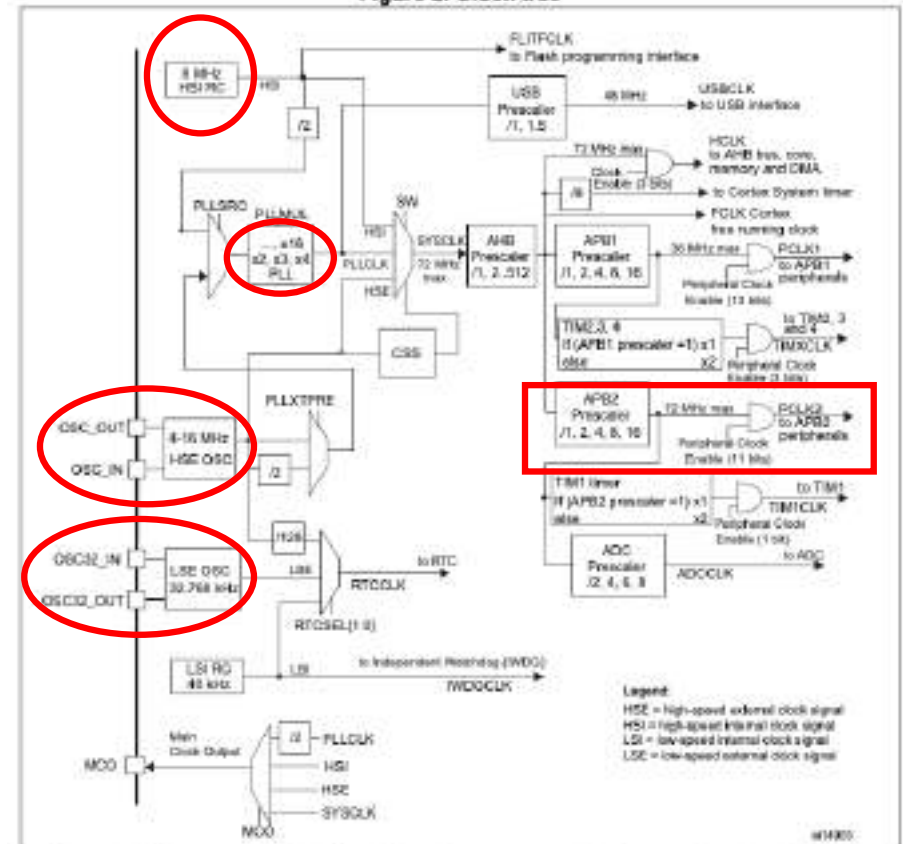 FLITFCLK
to Flash programming interface
8 MHz
HSI RC
HSI
/2
USB
Prescaler
/1, 1.5
48 MHz
USBCLK
to USB interface
72 MHz max
HCLK
to AHB bus, core,
memory and DMA
Clock
Enable (3 bits)
/8
to Cortex System timer
FCLK Cortex
free running clock
PLLSRC
PLLMUL
SW
..., x16
x2, x3, x4
PLL
HSI
PLLCLK
HSE
SYSCLK
72 MHz
max
AHB
Prescaler
/1, 2..512
APB1
Prescaler
/1, 2, 4, 8, 16
36 MHz max
PCLK1
to APB1
peripherals
Peripheral Clock
Enable (13 bits)
TIM2,3, 4
If (APB1 prescaler =1) x1
else x2
to TIM2, 3
and 4
TIMXCLK
Peripheral Clock
Enable (3 bits)
CSS
PLLXTPRE
OSC_OUT
OSC_IN
4-16 MHz
HSE OSC
/2
APB2
Prescaler
/1, 2, 4, 8, 16
72 MHz max
PCLK2
to APB2
peripherals
Peripheral Clock
Enable (11 bits)
TIM1 timer
If (APB2 prescaler =1) x1
else x2
to TIM1
TIM1CLK
Peripheral Clock
Enable (1 bit)
/128
OSC32_IN
OSC32_OUT
LSE OSC
32.768 kHz
LSE
to RTC
RTCCLK
RTCSEL[1:0]
ADC
Prescaler
/2, 4, 6, 8
to ADC
ADCCLK
LSI RC
40 kHz
LSI
to Independent Watchdog (IWDG)
IWDGCLK
Legend:
HSE = high-speed external clock signal
HSI = high-speed internal clock signal
LSI = low-speed internal clock signal
LSE = low-speed external clock signal
Main
Clock Output
MCO
/2
PLLCLK
HSI
HSE
SYSCLK
MCO